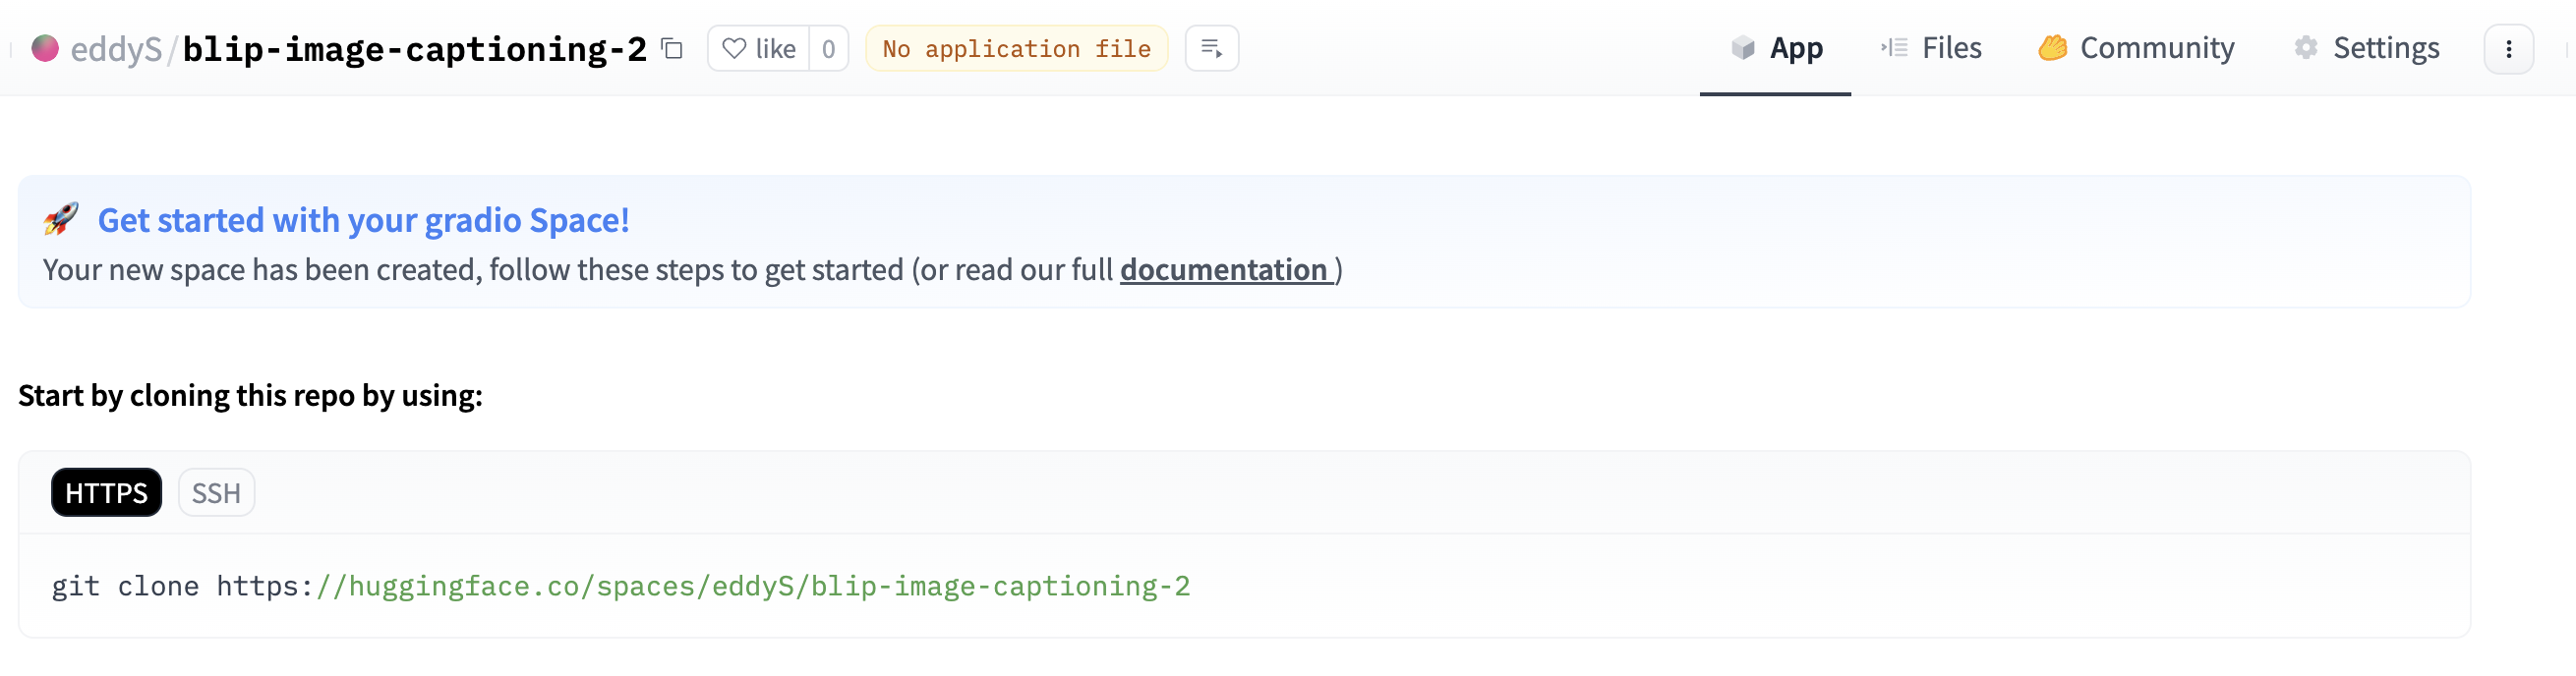 eddyS/blip-image-captioning-2 like 0 No application file App Files Community Settings
Get started with your gradio Space!
Your new space has been created, follow these steps to get started (or read our full documentation )
Start by cloning this repo by using:
HTTPS SSH
git clone https://huggingface.co/spaces/eddyS/blip-image-captioning-2